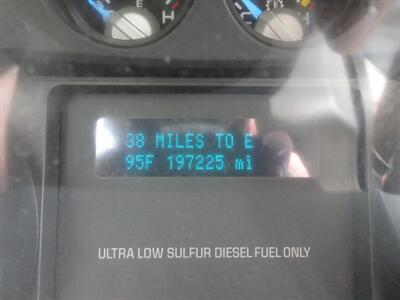 H
38 MILES TO E
95F 197225 mi
ULTRA LOW SULFUR DIESEL FUEL ONLY